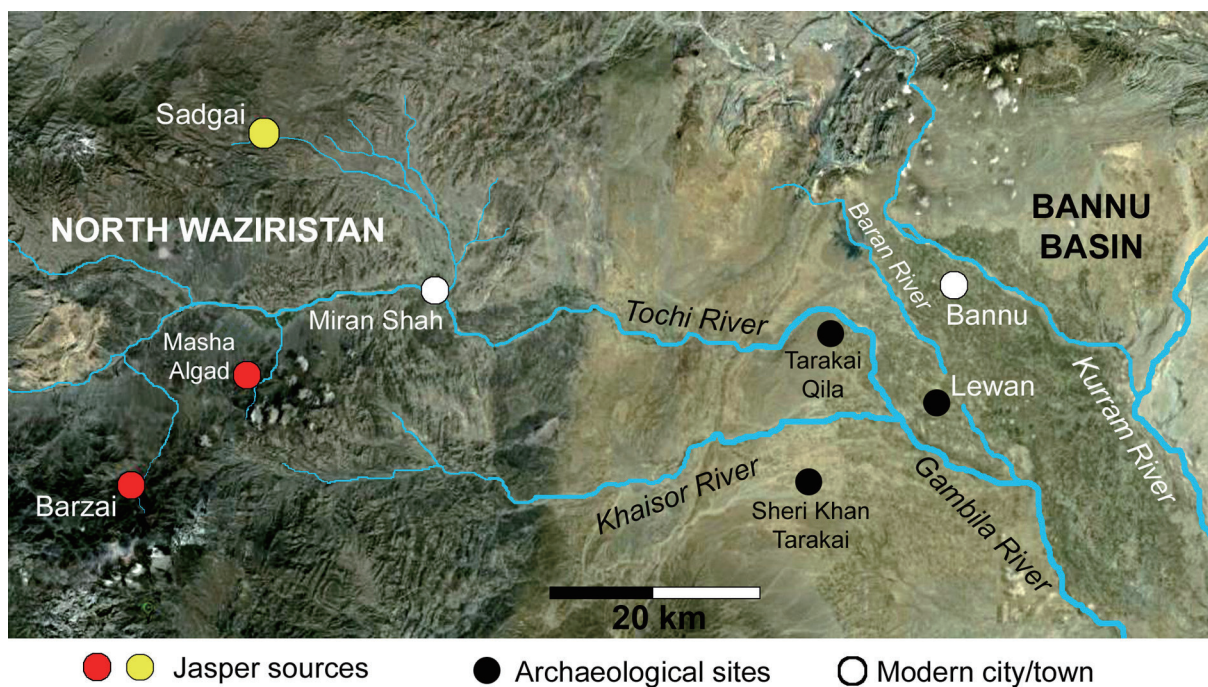 Sadgai
NORTH WAZIRISTAN
BANNU
BASIN
Baran River
Miran Shah
Bannu
Masha
Algad
Tochi River
Tarakai
Qila
Lewan
Kurram River
Barzai
Khaisor River
Sheri Khan
Tarakai
Gambila River
20 km
Jasper sources
Archaeological sites
Modern city/town